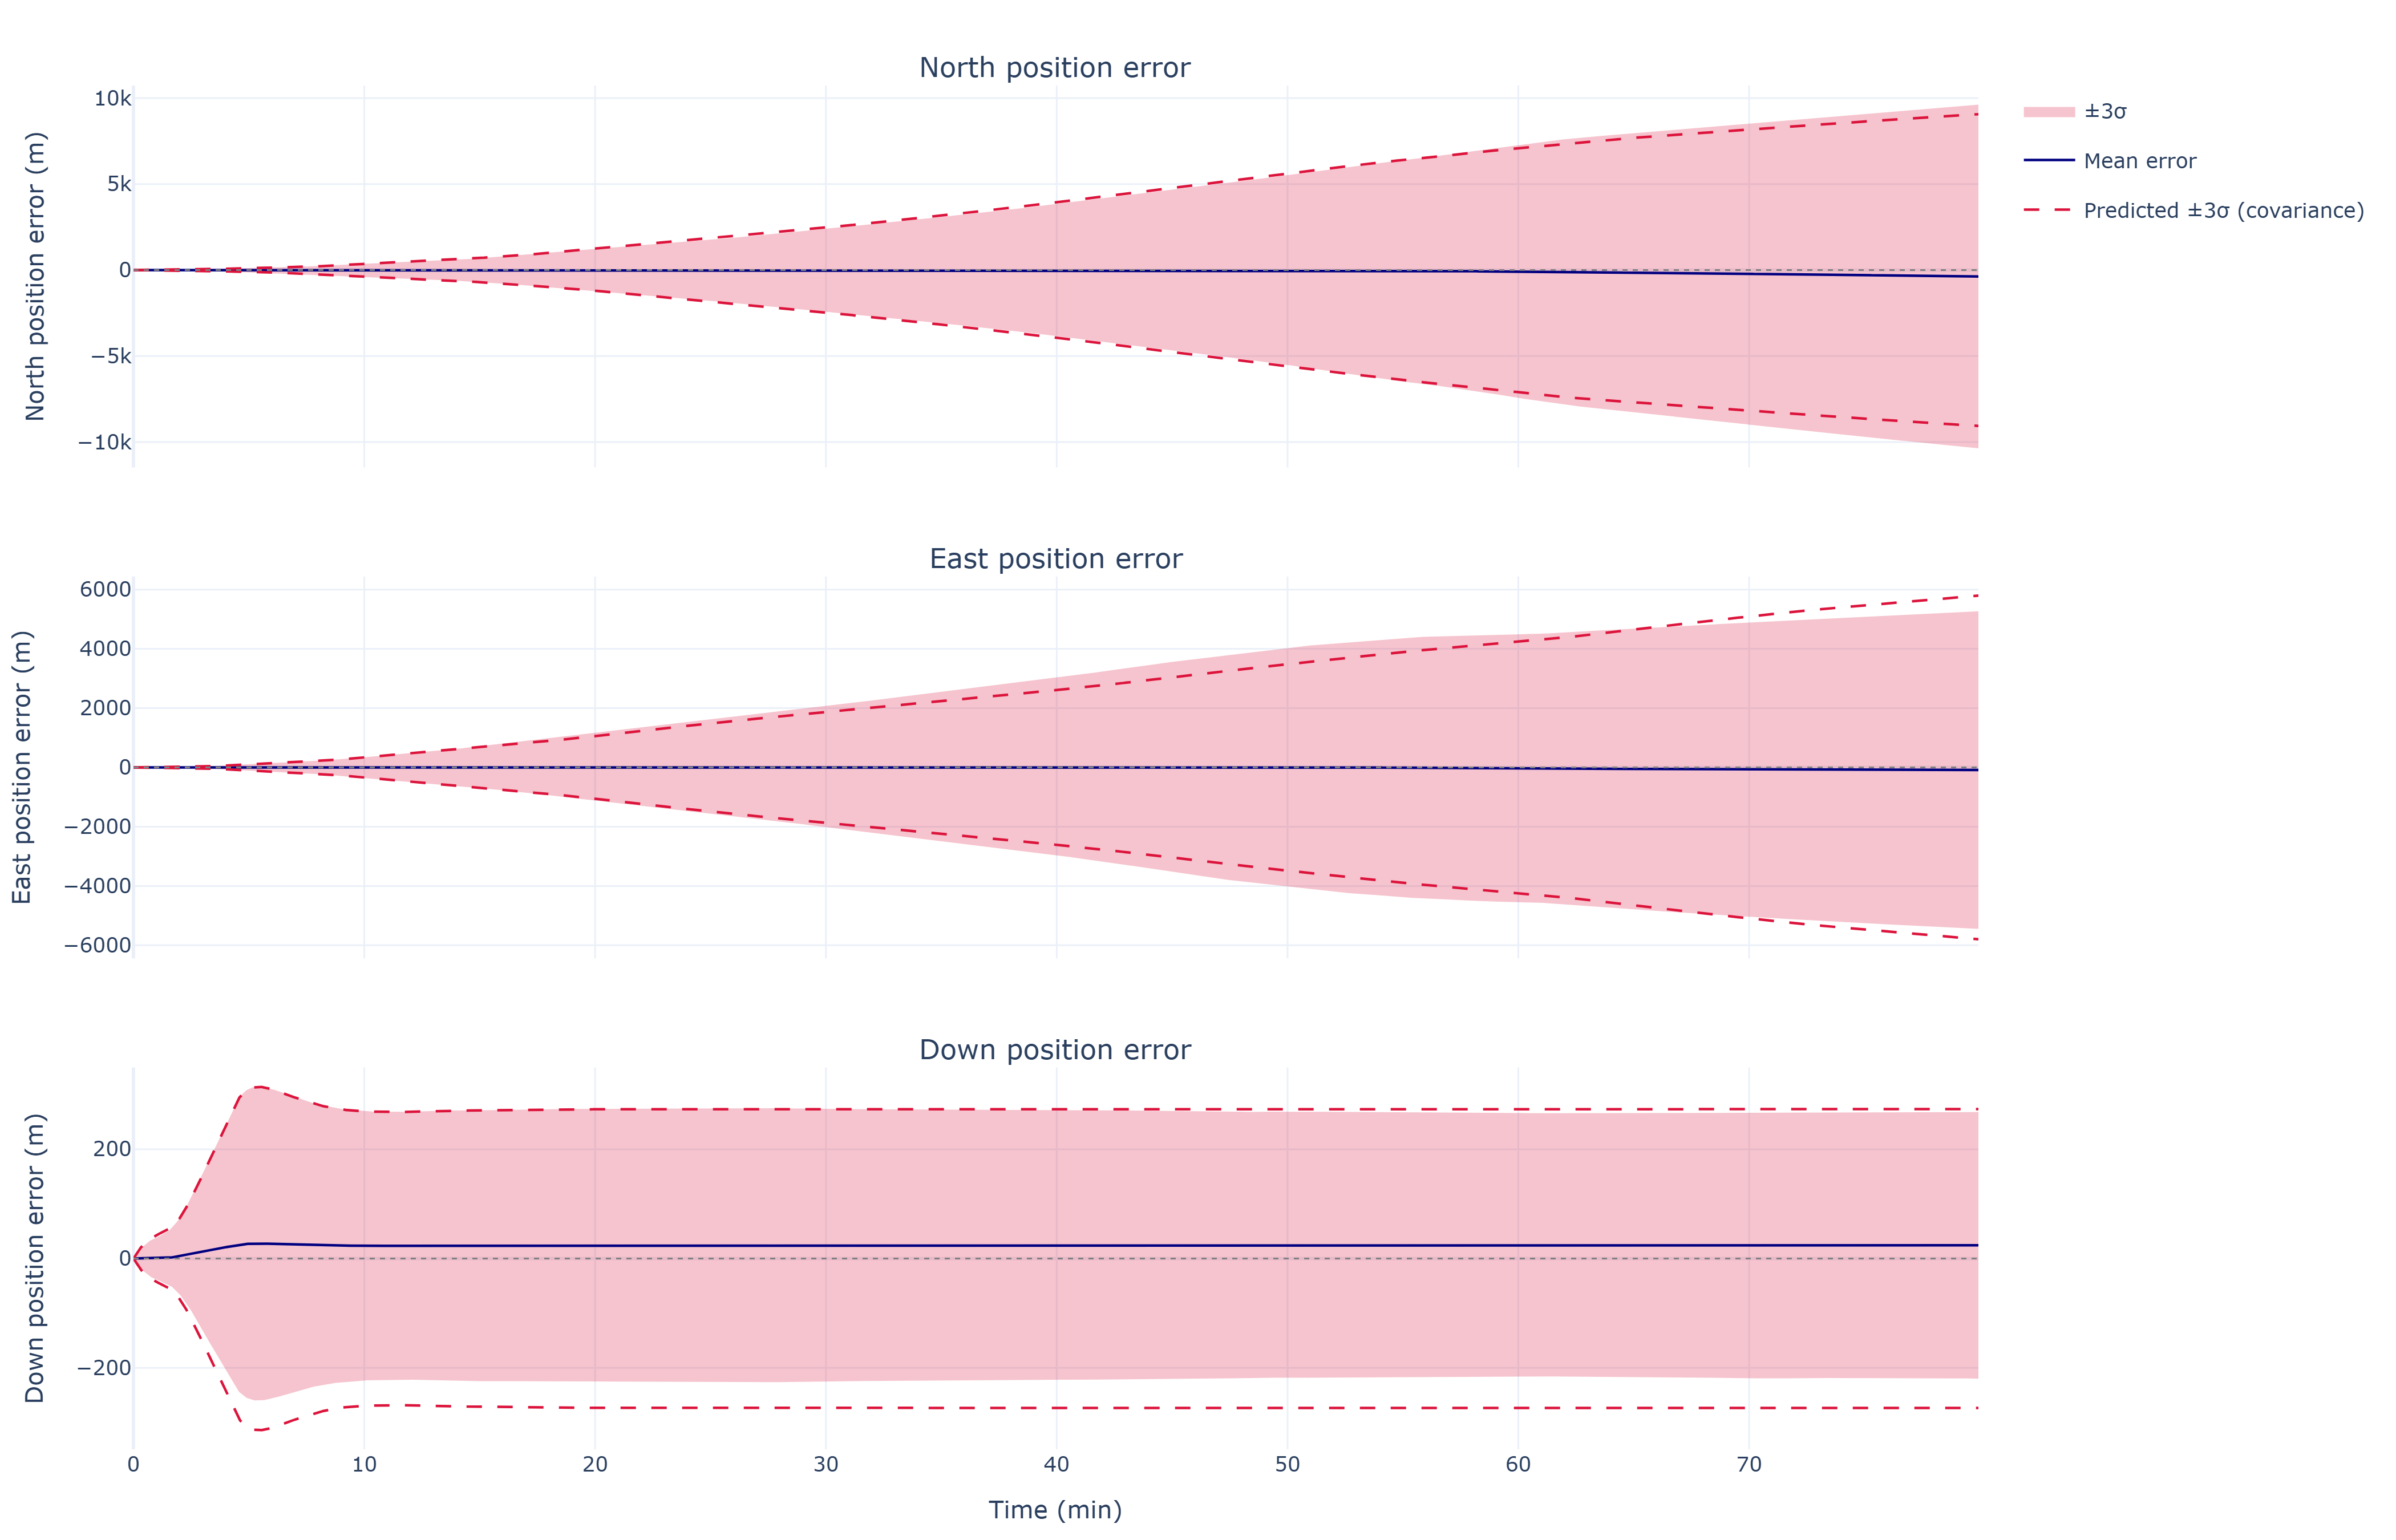 North position error
10k
5k
0
−5k
−10k
North position error (m)
±3σ
Mean error
Predicted ±3σ (covariance)
East position error
6000
4000
2000
0
−2000
−4000
−6000
East position error (m)
Down position error
200
0
−200
Down position error (m)
0
10
20
30
40
50
60
70
Time (min)